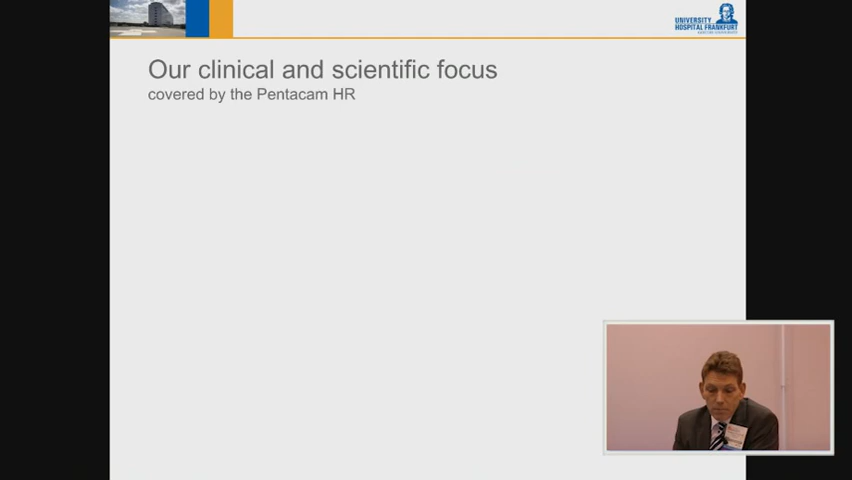 UNIVERSITY
HOSPITAL FRANKFURT
Our clinical and scientific focus
covered by the Pentacam HR